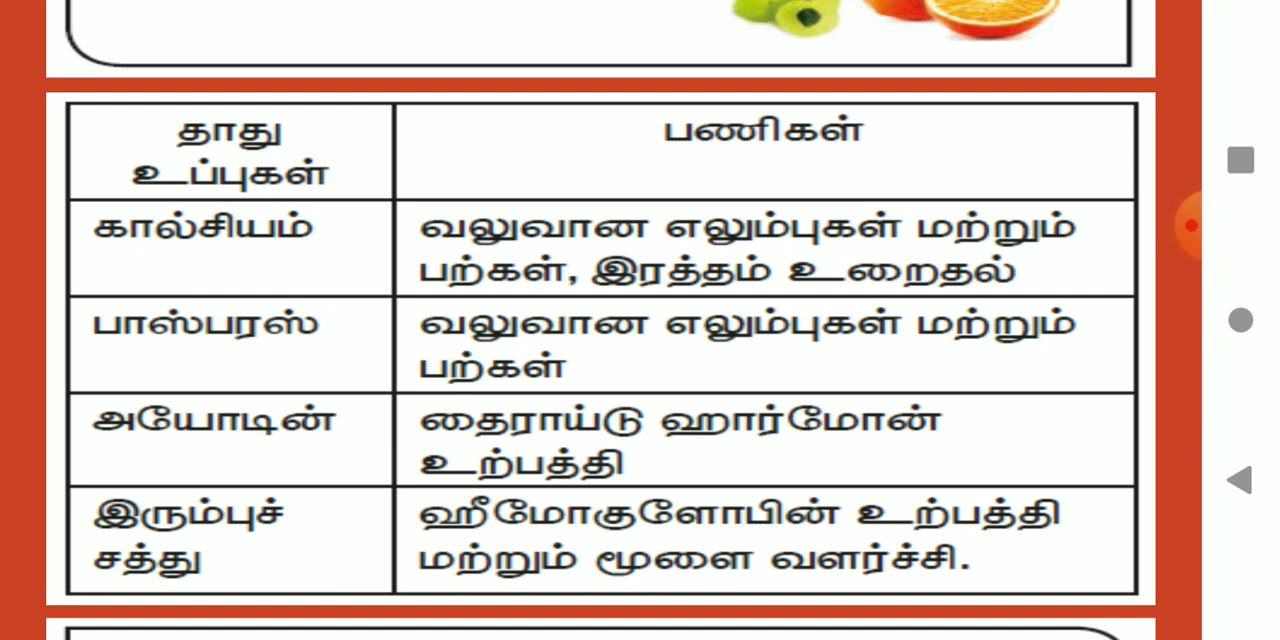 தாது
உப்புகள்
பணிகள்
கால்சியம்
வலுவான எலும்புகள் மற்றும்
பற்கள், இரத்தம் உறைதல்
பாஸ்பரஸ்
வலுவான எலும்புகள் மற்றும்
பற்கள்
அயோடின்
தைராய்டு ஹார்மோன்
உற்பத்தி
இரும்புச்
சத்து
ஹீமோகுளோபின் உற்பத்தி
மற்றும் மூளை வளர்ச்சி.